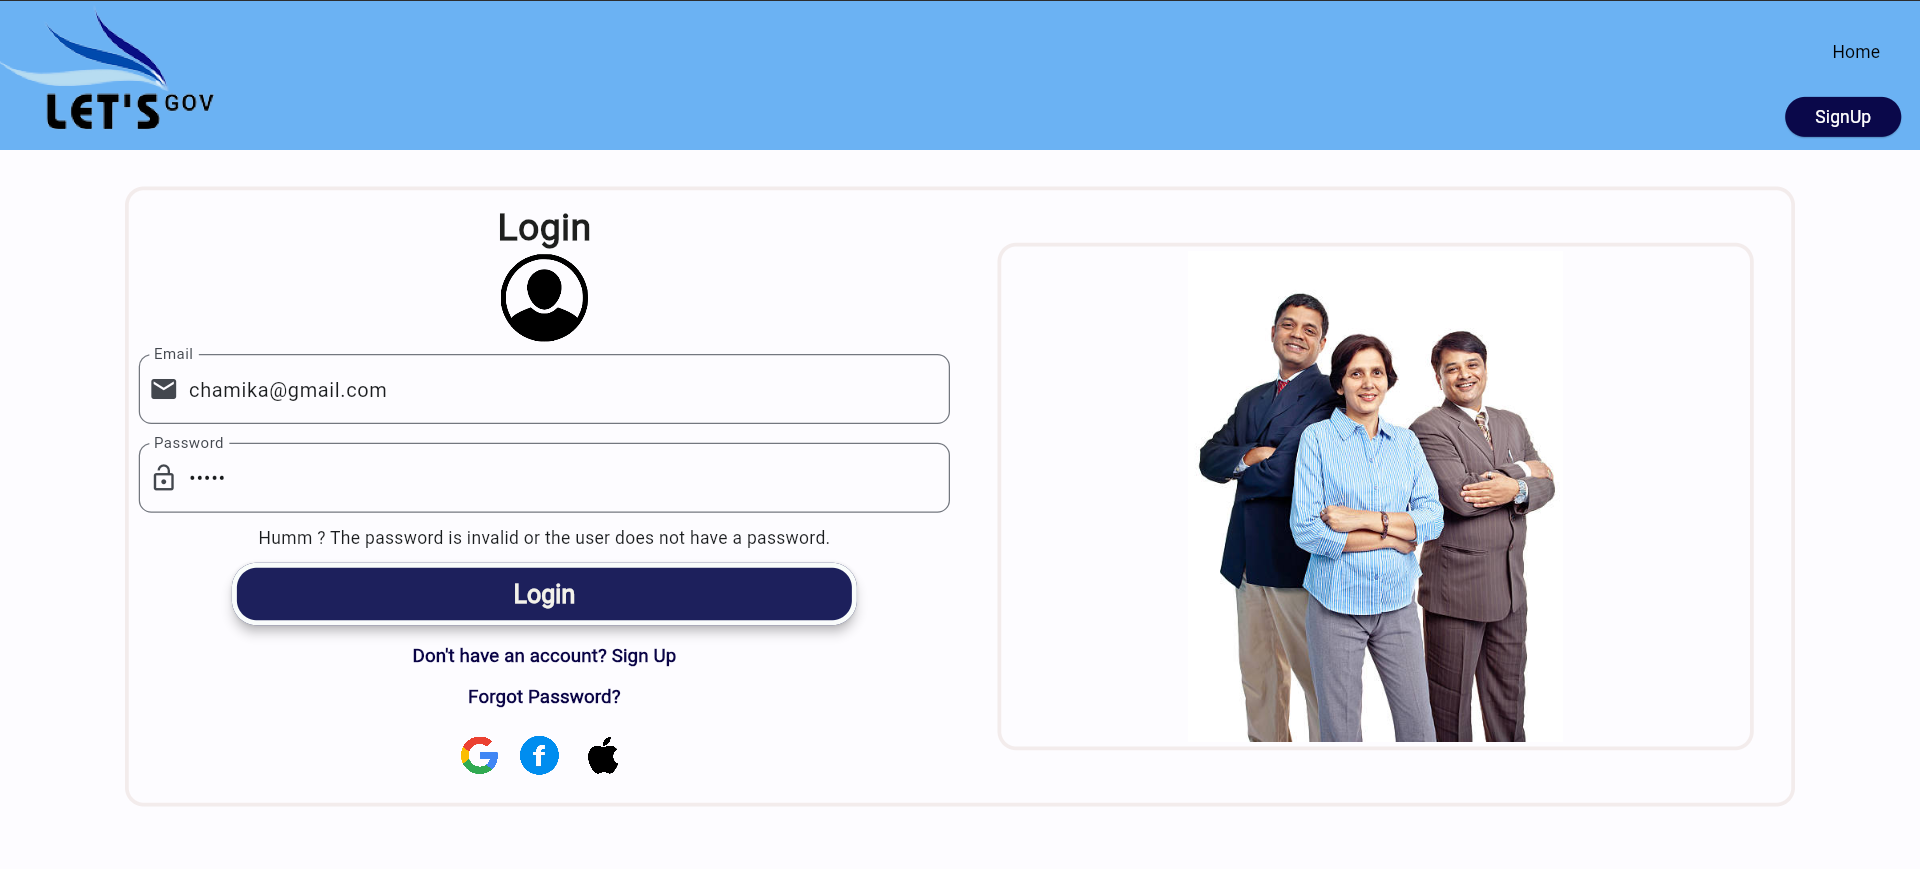 LET'S GOV
Home
SignUp
Login
Email
chamika@gmail.com
Password
•••••
Humm ? The password is invalid or the user does not have a password.
Login
Don't have an account? Sign Up
Forgot Password?